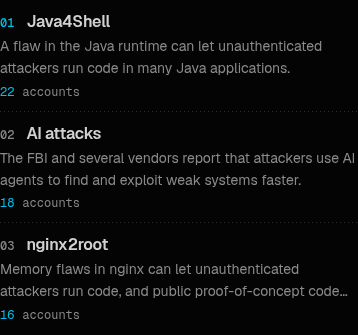 01 Java4Shell
A flaw in the Java runtime can let unauthenticated
attackers run code in many Java applications.
22 accounts
02 AI attacks
The FBI and several vendors report that attackers use AI
agents to find and exploit weak systems faster.
18 accounts
03 nginx2root
Memory flaws in nginx can let unauthenticated
attackers run code, and public proof-of-concept code…
16 accounts